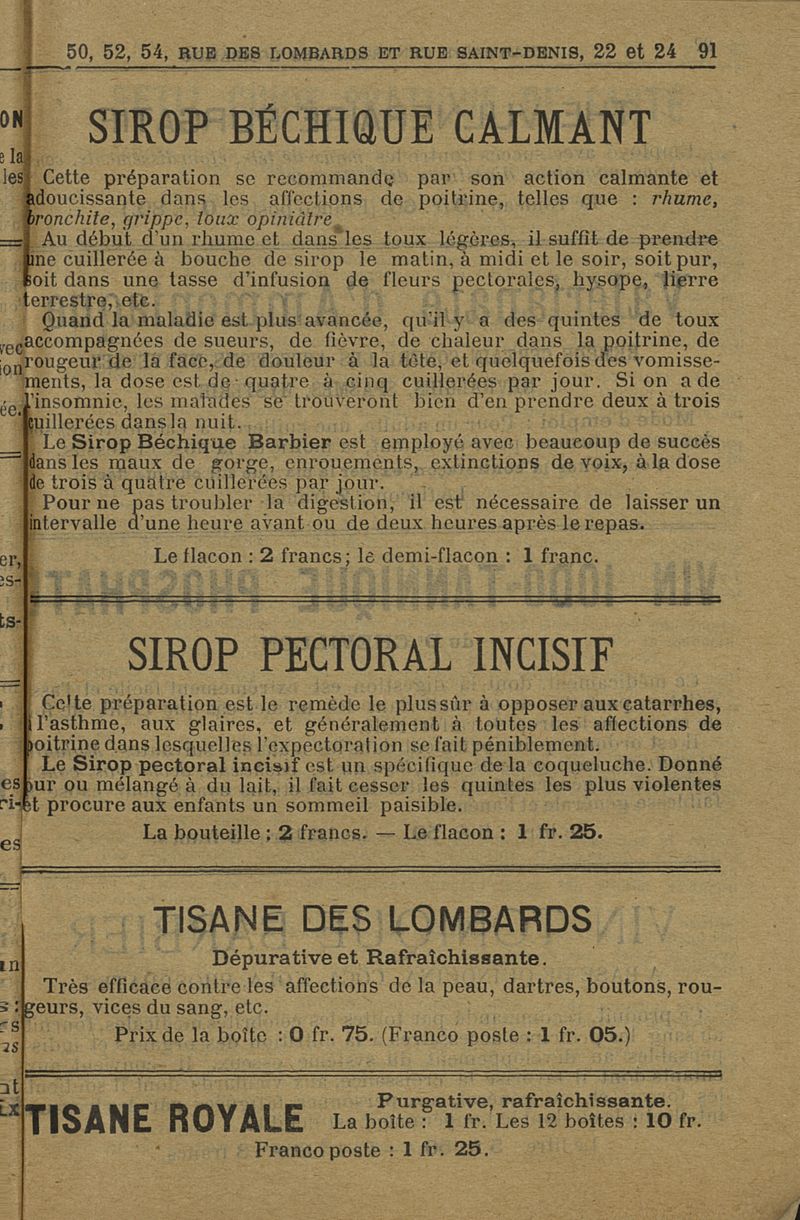 50, 52, 54, RUE DES LOMBARDS ET RUE SAINT-DENIS, 22 et 24 91
SIROP BÉCHIQUE CALMANT
Cette préparation se recommande par son action calmante et
adoucissante dans les affections de poitrine, telles que : rhume,
bronchite, grippe, toux opiniâtre
Au début d'un rhume et dans les toux légères, il suffit de prendre
une cuillerée à bouche de sirop le matin, à midi et le soir, soit pur,
soit dans une tasse d'infusion de fleurs pectorales, hysope, lierre
terrestre, etc.
Quand la maladie est plus avancée, qu'il y a des quintes de toux
accompagnées de sueurs, de fièvre, de chaleur dans la poitrine, de
rougeur de la face, de douleur à la tête, et quelquefois des vomisse-
ments, la dose est de quatre à cinq cuillerées par jour. Si on a de
l'insomnie, les malades se trouveront bien d'en prendre deux à trois
cuillerées dans la nuit.
Le Sirop Béchique Barbier est employé avec beaucoup de succès
dans les maux de gorge, enrouements, extinctions de voix, à la dose
de trois à quatre cuillerées par jour.
Pour ne pas troubler la digestion, il est nécessaire de laisser un
intervalle d'une heure avant ou de deux heures après le repas.
Le flacon : 2 francs; le demi-flacon : 1 franc.
SIROP PECTORAL INCISIF
Cette préparation est le remède le plus sûr à opposer aux catarrhes,
l'asthme, aux glaires, et généralement à toutes les affections de
poitrine dans lesquelles l'expectoration se fait péniblement.
Le Sirop pectoral incisif est un spécifique de la coqueluche. Donné
pur ou mélangé à du lait, il fait cesser les quintes les plus violentes
et procure aux enfants un sommeil paisible.
La bouteille ; 2 francs. — Le flacon : 1 fr. 25.
TISANE DES LOMBARDS
Dépurative et Rafraîchissante.
Très efficace contre les affections de la peau, dartres, boutons, rou-
geurs, vices du sang, etc.
Prix de la boîte : 0 fr. 75. (Franco poste : 1 fr. 05.)
TISANE ROYALE
Purgative, rafraîchissante.
La boîte : 1 fr. Les 12 boîtes : 10 fr.
Franco poste : 1 fr. 25.